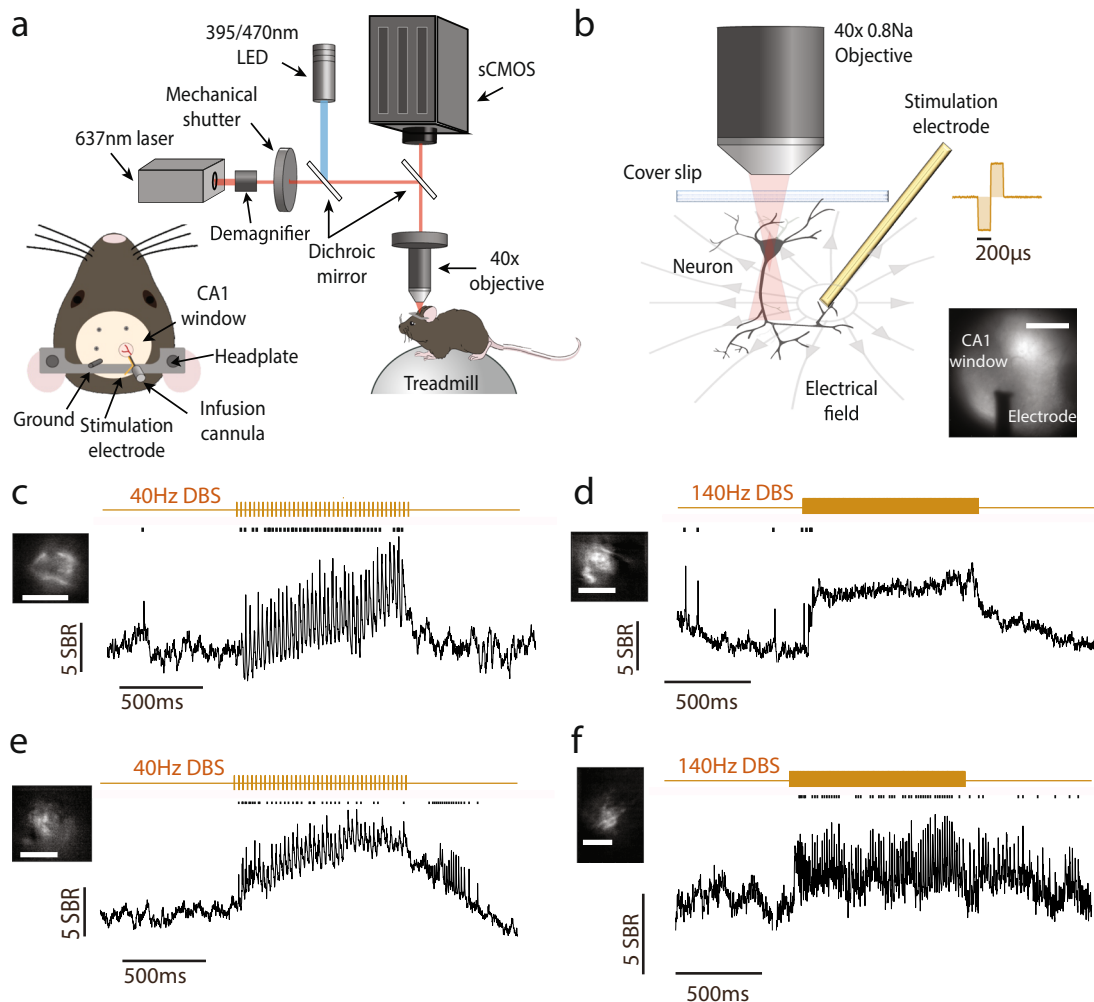 a
395/470nm
LED
sCMOS
Mechanical
shutter
637nm laser
Demagnifier
Dichroic
mirror
40x
objective
CA1
window
Headplate
Treadmill
Ground
Stimulation
electrode
Infusion
cannula
b
40x 0.8Na
Objective
Stimulation
electrode
Cover slip
200µs
Neuron
CA1
window
Electrode
Electrical
field
c
40Hz DBS
5 SBR
500ms
d
140Hz DBS
5 SBR
500ms
e
40Hz DBS
5 SBR
500ms
f
140Hz DBS
5 SBR
500ms